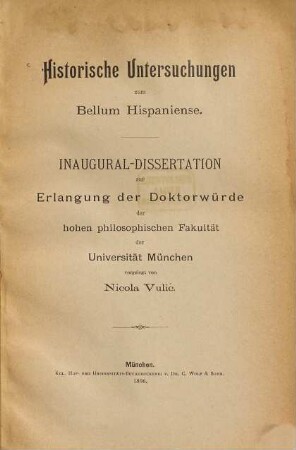 Historische Untersuchungen
zum
Bellum Hispaniense.
INAUGURAL-DISSERTATION
zur
Erlangung der Doktorwürde
der
hohen philosophischen Fakultät
der
Universität München
vorgelegt von
Nicola Vulić.
München.
Kgl. Hof- und Universitäts-Buchdruckerei v. Dr. C. Wolf & Sohn.
1896.